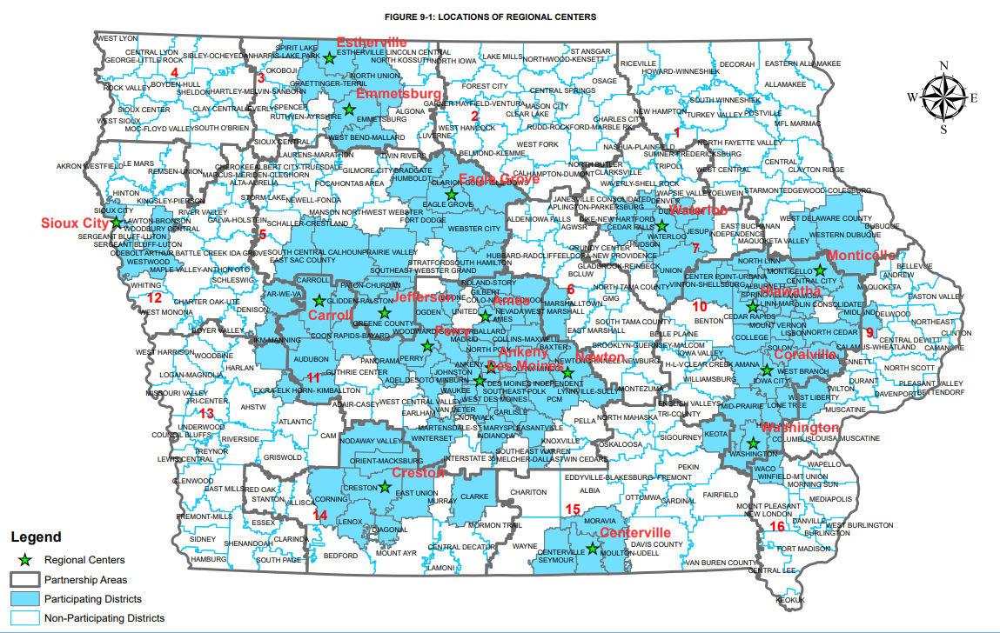 FIGURE 9-1: LOCATIONS OF REGIONAL CENTERS
WEST LYON
CENTRAL LYON
GEORGE-LITTLE ROCK
SIBLEY-OCHEYEDAN
HARRIS-LAKE PARK
SPIRIT LAKE
Estherville
ESTHERVILLE LINCOLN CENTRAL
NORTH KOSSUTH
NORTH IOWA
LAKE MILLS
NORTHWOOD-KENSETT
ST ANSGAR
RICEVILLE
HOWARD-WINNESHIEK
DECORAH
EASTERN ALLAMAKEE
N
W
E
S
4
3
OKOBOJI
NORTH UNION
GRAETTINGER-TERRIL
ROCK VALLEY
BOYDEN-HULL
SHELDON
HARTLEY-MELVIN-SANBORN
Emmetsburg
FOREST CITY
CENTRAL SPRINGS
OSAGE
ALLAMAKEE
SIOUX CENTER
CLAY CENTRAL-EVERLY
SPENCER
RUTHVEN-AYRSHIRE
EMMETSBURG
ALGONA
GARNER-HAYFIELD-VENTURA
MASON CITY
CLEAR LAKE
2
CHARLES CITY
NEW HAMPTON
SOUTH WINNESHIEK
TURKEY VALLEY
POSTVILLE
MFL MARMAC
WEST SIOUX
MOC-FLOYD VALLEY
SOUTH O'BRIEN
SIOUX CENTRAL
WEST BEND-MALLARD
LUVERNE
WEST HANCOCK
RUDD-ROCKFORD-MARBLE RK
1
LAURENS-MARATHON
TWIN RIVERS
BELMOND-KLEMME
WEST FORK
NASHUA-PLAINFIELD
SUMNER-FREDERICKSBURG
NORTH FAYETTE VALLEY
AKRON WESTFIELD
LE MARS
REMSEN-UNION
CHEROKEE
ALBERT CITY-TRUESDALE
MARCUS-MERIDEN-CLEGHORN
ALTA-AURELIA
GILMORE CITY-BRADGATE
HUMBOLDT
POCAHONTAS AREA
Eagle Grove
CALHAM
HAMPTON-DUMONT
NORTH BUTLER
CLARKSVILLE
TRIPOLI
WEST CENTRAL
CENTRAL
CLAYTON RIDGE
HINTON
KINGSLEY-PIERSON
STORM LAKE
NEWELL-FONDA
EAGLE GROVE
WAVERLY-SHELL ROCK
WAPSIE VALLEY
OELWEIN
STARMONT
EDGEWOOD-COLESBURG
JANESVILLE CONSOLIDATED
DENVER
APLINGTON-PARKERSBURG
Sioux City
SIOUX CITY
LAWTON-BRONSON
WOODBURY CENTRAL
RIVER VALLEY
GALVA-HOLSTEIN
SCHALLER-CRESTLAND
MANSON NORTHWEST WEBSTER
FORT DODGE
WEBSTER CITY
ALDEN
IOWA FALLS
AGWSR
DIKE-NEW HARTFORD
CEDAR FALLS
Waterloo
WATERLOO
HUDSON
JESUP
INDEPENDENCE
EAST BUCHANAN
WEST DELAWARE COUNTY
MAQUOKETA VALLEY
WESTERN DUBUQUE
DUBUQUE
SERGEANT BLUFF-LUTON
SERGEANT BLUFF-LUTON
5
7
ODEBOLT ARTHUR BATTLE CREEK IDA GROVE
SOUTH CENTRAL CALHOUN
PRAIRIE VALLEY
EAST SAC COUNTY
WESTWOOD
MAPLE VALLEY-ANTHON OTO
STRATFORD
SOUTH HAMILTON
SOUTHEAST WEBSTER GRAND
HUBBARD-RADCLIFFE
ELDORA-NEW PROVIDENCE
GRUNDY CENTER
GLADBROOK-REINBECK
BCLUW
UNION
NORTH LINN
Monticello
MONTICELLO
CENTRAL CITY
BELLEVUE
ANDREW
MAQUOKETA
WHITING
12
SCHLESWIG
CARROLL
PATON-CHURDAN
ROLAND-STORY
GILBERT
6
NORTH TAMA COUNTY
GMG
CENTER POINT-URBANA
VINTON-SHELLSBURG
EASTON VALLEY
WEST MONONA
CHARTER OAK-UTE
DENISON
AR-WE-VA
GLIDDEN-RALSTON
Jefferson
OGDEN
UNITED
Ames
AMES
NEVADA
WEST MARSHALL
MARSHALLTOWN
10
BENTON
CEDAR RAPIDS
LINN-MAR
MIDLAND
DELWOOD
NORTHEAST
Carroll
GREENE COUNTY
SOUTH TAMA COUNTY
MOUNT VERNON
LISBON
NORTH CEDAR
9
CLINTON
BOYER VALLEY
IKM-MANNING
COON RAPIDS-BAYARD
MADRID
BALLARD
COLLINS-MAXWELL
EAST MARSHALL
BELLE PLAINE
COLLEGE
SOLON
CENTRAL DEWITT
CALAMUS-WHEATLAND
CAMANCHE
WEST HARRISON
WOODBINE
AUDUBON
PANORAMA
PERRY
NORTH POLK
BAXTER
BROOKLYN-GUERNSEY-MALCOM
IOWA VALLEY
Coralville
Ankeny
Des Moines
Newton
H-L-V
CLEAR CREEK AMANA
WEST BRANCH
IOWA CITY
BENNETT
NORTH SCOTT
LOGAN-MAGNOLIA
HARLAN
11
GUTHRIE CENTER
ADEL DESOTO MINBURN
JOHNSTON
ANKENY
DES MOINES INDEPENDENT
WAUKEE
SOUTHEAST POLK
WEST DES MOINES
LYNNVILLE-SULLY
PCM
MONTEZUMA
WILLIAMSBURG
DURANT
WILTON
PLEASANT VALLEY
BETTENDORF
DAVENPORT
MISSOURI VALLEY
TRI-CENTER
EXIRA-ELK HORN- KIMBALLTON
AHSTW
ADAIR-CASEY
WEST CENTRAL VALLEY
EARLHAM
VAN METER
NORWALK
CARLISLE
ENGLISH VALLEYS
TRI-COUNTY
MID-PRAIRIE
LONE TREE
WEST LIBERTY
MUSCATINE
13
UNDERWOOD
COUNCIL BLUFFS
ATLANTIC
CAM
NODAWAY VALLEY
WINTERSET
MARTENSDALE-ST MARYS
PLEASANTVILLE
INDIANOLA
KNOXVILLE
PELLA
NORTH MAHASKA
OSKALOOSA
SIGOURNEY
KEOTA
Washington
WASHINGTON
COLUMBUS
LOUISA-MUSCATINE
RIVERSIDE
TREYNOR
LEWIS CENTRAL
GRISWOLD
ORIENT-MACKSBURG
INTERSTATE 35
SOUTHEAST WARREN
MELCHER-DALLAS
TWIN CEDARS
PEKIN
WACO
WINFIELD-MT UNION
WAPELLO
MORNING SUN
Creston
CRESTON
EAST UNION
GLENWOOD
EAST MILLS
RED OAK
STANTON
VILLISCA
CORNING
MURRAY
CLARKE
CHARITON
EDDYVILLE-BLAKESBURG- FREMONT
ALBIA
OTTUMWA
CARDINAL
FAIRFIELD
MEDIAPOLIS
MOUNT PLEASANT
NEW LONDON
FREMONT-MILLS
ESSEX
14
LENOX
DIAGONAL
MORMON TRAIL
15
MORAVIA
Centerville
16
DANVILLE
WEST BURLINGTON
BURLINGTON
Legend
SIDNEY
SHENANDOAH
CLARINDA
BEDFORD
MOUNT AYR
CENTRAL DECATUR
WAYNE
CENTERVILLE
SEYMOUR
MOULTON-UDELL
DAVIS COUNTY
FORT MADISON
HAMBURG
SOUTH PAGE
LAMONI
VAN BUREN COUNTY
CENTRAL LEE
KEOKUK
Regional Centers
Partnership Areas
Participating Districts
Non-Participating Districts